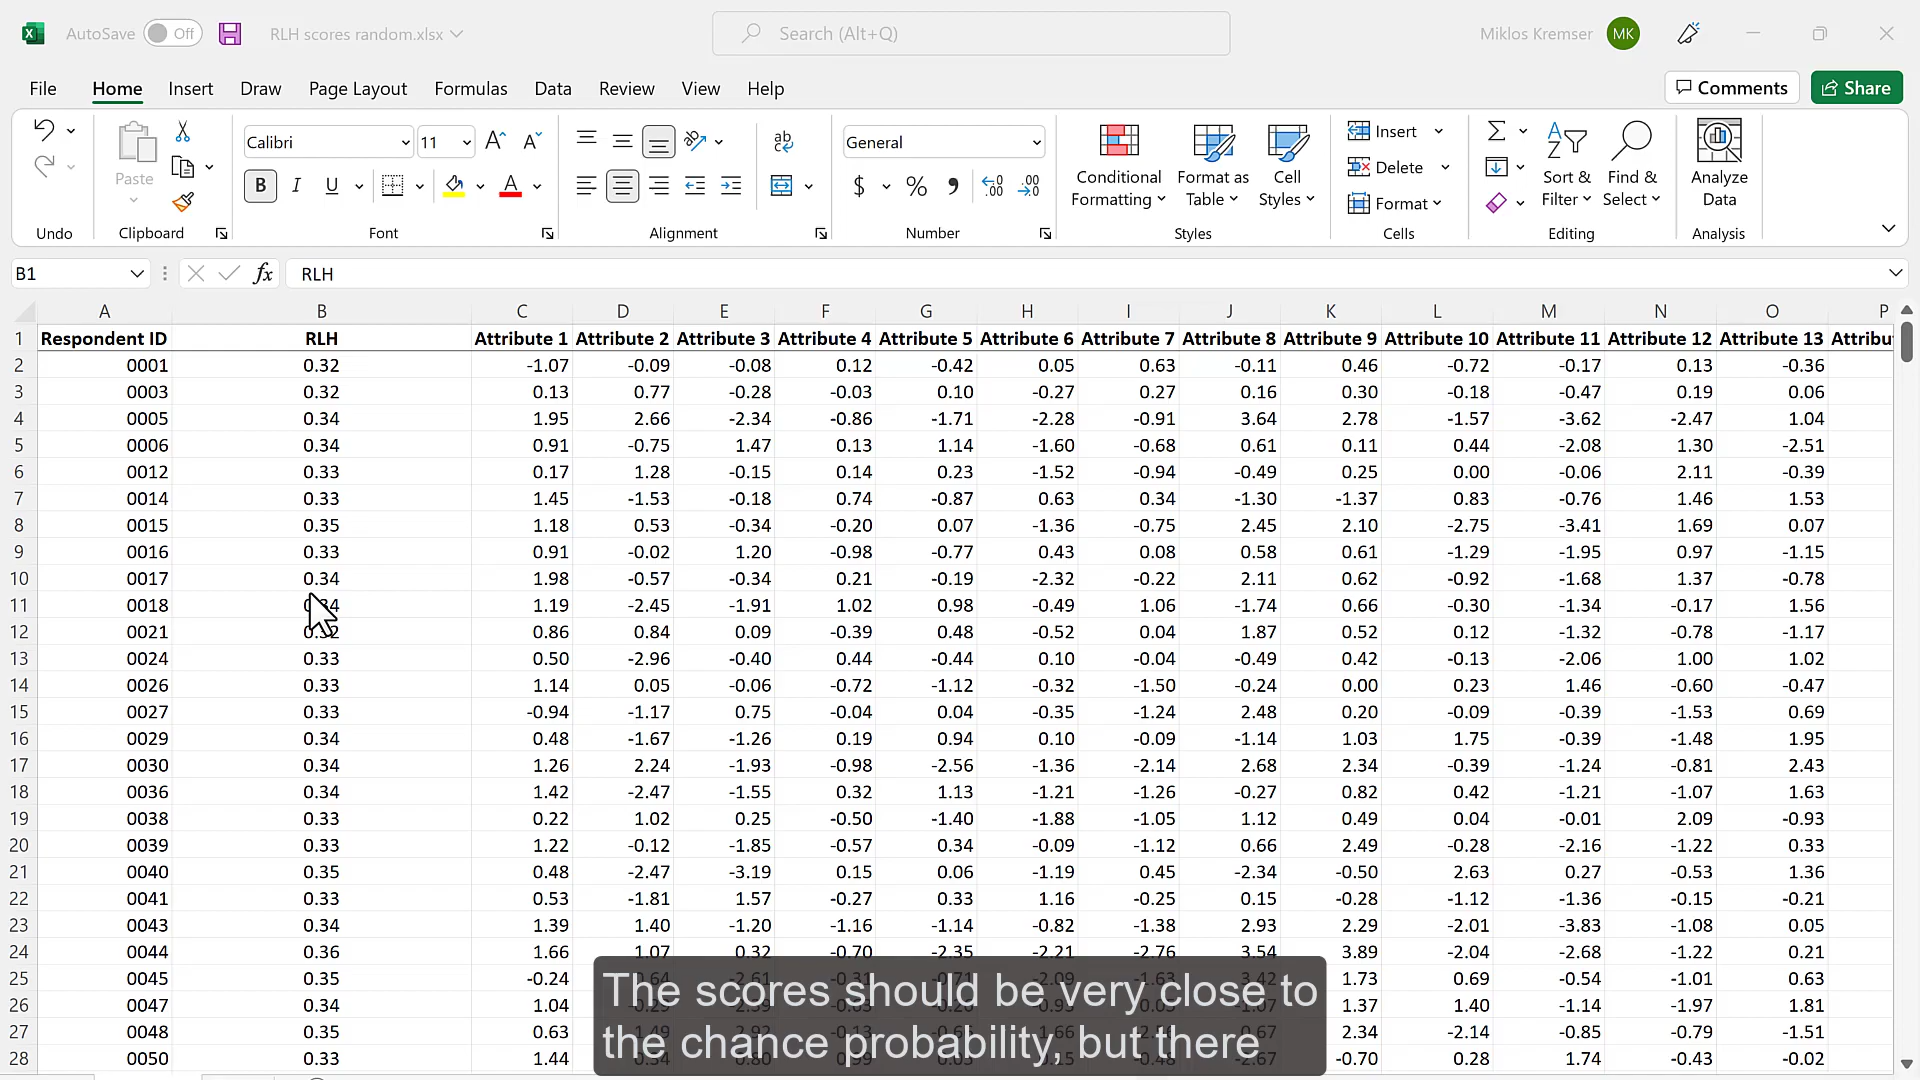 AutoSave Off RLH scores random.xlsx Search (Alt+Q) Miklos Kremser MK
File Home Insert Draw Page Layout Formulas Data Review View Help Comments Share
Calibri 11 General
Paste
Conditional Formatting Format as Table Cell Styles
Insert
Delete
Format
Sort & Filter Find & Select Analyze Data
Undo Clipboard Font Alignment Number Styles Cells Editing Analysis
B1 fx RLH
A B C D E F G H I J K L M N O P
1 Respondent ID RLH Attribute 1 Attribute 2 Attribute 3 Attribute 4 Attribute 5 Attribute 6 Attribute 7 Attribute 8 Attribute 9 Attribute 10 Attribute 11 Attribute 12 Attribute 13 Attribu
2 0001 0.32 -1.07 -0.09 -0.08 0.12 -0.42 0.05 0.63 -0.11 0.46 -0.72 -0.17 0.13 -0.36
3 0003 0.32 0.13 0.77 -0.28 -0.03 0.10 -0.27 0.27 0.16 0.30 -0.18 -0.47 0.19 0.06
4 0005 0.34 1.95 2.66 -2.34 -0.86 -1.71 -2.28 -0.91 3.64 2.78 -1.57 -3.62 -2.47 1.04
5 0006 0.34 0.91 -0.75 1.47 0.13 1.14 -1.60 -0.68 0.61 0.11 0.44 -2.08 1.30 -2.51
6 0012 0.33 0.17 1.28 -0.15 0.14 0.23 -1.52 -0.94 -0.49 0.25 0.00 -0.06 2.11 -0.39
7 0014 0.33 1.45 -1.53 -0.18 0.74 -0.87 0.63 0.34 -1.30 -1.37 0.83 -0.76 1.46 1.53
8 0015 0.35 1.18 0.53 -0.34 -0.20 0.07 -1.36 -0.75 2.45 2.10 -2.75 -3.41 1.69 0.07
9 0016 0.33 0.91 -0.02 1.20 -0.98 -0.77 0.43 0.08 0.58 0.61 -1.29 -1.95 0.97 -1.15
10 0017 0.34 1.98 -0.57 -0.34 0.21 -0.19 -2.32 -0.22 2.11 0.62 -0.92 -1.68 1.37 -0.78
11 0018 1.19 -2.45 -1.91 1.02 0.98 -0.49 1.06 -1.74 0.66 -0.30 -1.34 -0.17 1.56
12 0021 0.86 0.84 0.09 -0.39 0.48 -0.52 0.04 1.87 0.52 0.12 -1.32 -0.78 -1.17
13 0024 0.33 0.50 -2.96 -0.40 0.44 -0.44 0.10 -0.04 -0.49 0.42 -0.13 -2.06 1.00 1.02
14 0026 0.33 1.14 0.05 -0.06 -0.72 -1.12 -0.32 -1.50 -0.24 0.00 0.23 1.46 -0.60 -0.47
15 0027 0.33 -0.94 -1.17 0.75 -0.04 0.04 -0.35 -1.24 2.48 0.20 -0.09 -0.39 -1.53 0.69
16 0029 0.34 0.48 -1.67 -1.26 0.19 0.94 0.10 -0.09 -1.14 1.03 1.75 -0.39 -1.48 1.95
17 0030 0.34 1.26 2.24 -1.93 -0.98 -2.56 -1.36 -2.14 2.68 2.34 -0.39 -1.24 -0.81 2.43
18 0036 0.34 1.42 -2.47 -1.55 0.32 1.13 -1.21 -1.26 -0.27 0.82 0.42 -1.21 -1.07 1.63
19 0038 0.33 0.22 1.02 0.25 -0.50 -1.40 -1.88 -1.05 1.12 0.49 0.04 -0.01 2.09 -0.93
20 0039 0.33 1.22 -0.12 -1.85 -0.57 0.34 -0.09 -1.12 0.66 2.49 -0.28 -2.16 -1.22 0.33
21 0040 0.35 0.48 -2.47 -3.19 0.15 0.06 -1.19 0.45 -2.34 -0.50 2.63 0.27 -0.53 1.36
22 0041 0.33 0.53 -1.81 1.57 -0.27 0.33 1.16 -0.25 0.15 -0.28 -1.12 -1.36 -0.15 -0.21
23 0043 0.34 1.39 1.40 -1.20 -1.16 -1.14 -0.82 -1.38 2.93 2.29 -2.01 -3.83 -1.08 0.05
24 0044 0.36 1.66 1.07 0.32 -0.70 -2.35 -2.21 -2.76 3.54 3.89 -2.04 -2.68 -1.22 0.21
25 0045 0.35 -0.24 1.73 0.69 -0.54 -1.01 0.63
26 0047 0.34 1.04 1.37 1.40 -1.14 -1.97 1.81
27 0048 0.35 0.63 2.34 -2.14 -0.85 -0.79 -1.51
28 0050 0.33 1.44 -0.70 0.28 1.74 -0.43 -0.02
The scores should be very close to
the chance probability, but there